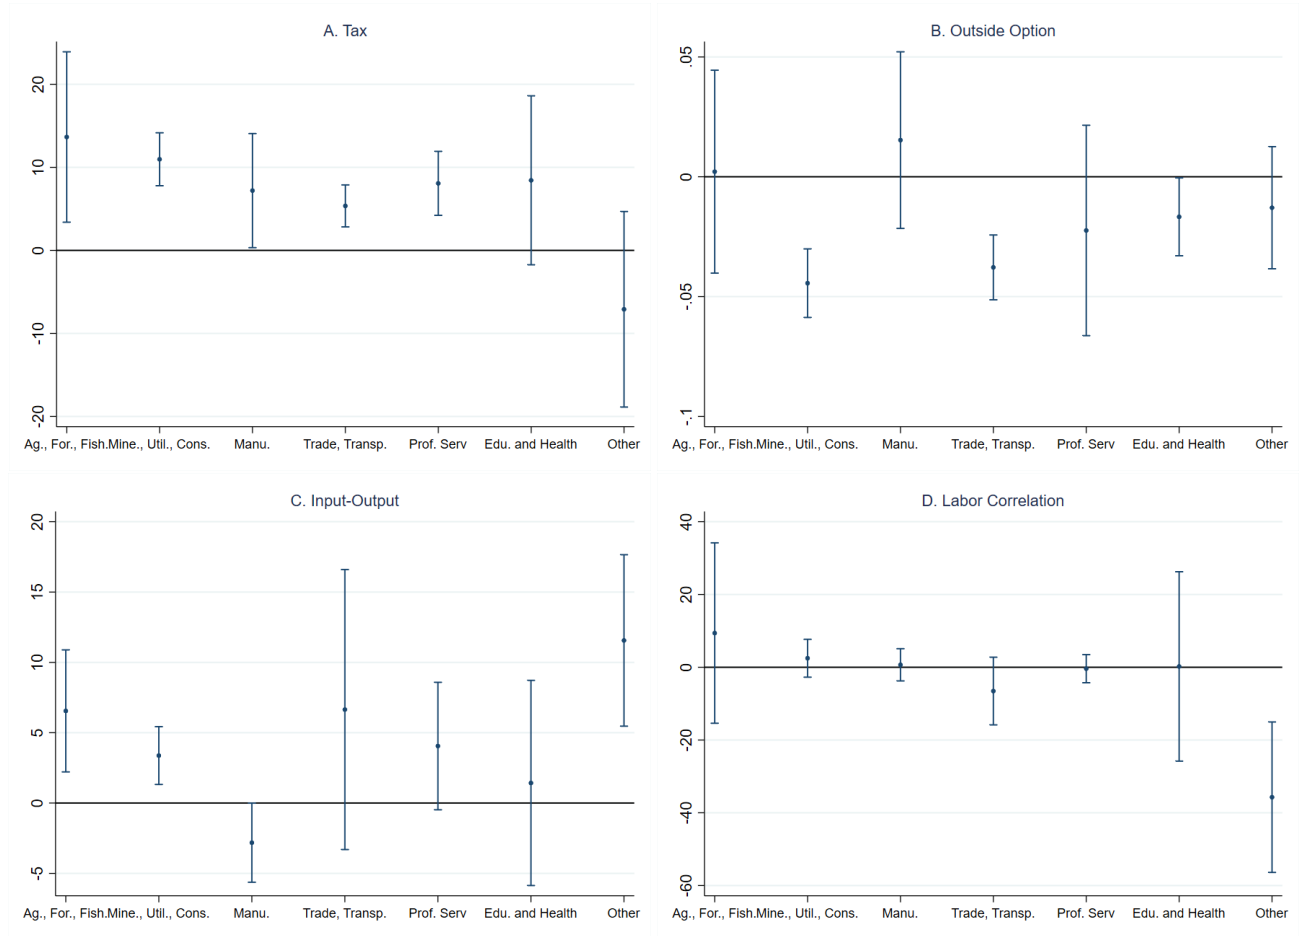 A. Tax
20
10
0
-10
-20
Ag., For., Fish.
Mine., Util., Cons.
Manu.
Trade, Transp.
Prof. Serv
Edu. and Health
Other
B. Outside Option
.05
0
-.05
-.1
Ag., For., Fish.
Mine., Util., Cons.
Manu.
Trade, Transp.
Prof. Serv
Edu. and Health
Other
C. Input-Output
20
15
10
5
0
-5
Ag., For., Fish.
Mine., Util., Cons.
Manu.
Trade, Transp.
Prof. Serv
Edu. and Health
Other
D. Labor Correlation
40
20
0
-20
-40
-60
Ag., For., Fish.
Mine., Util., Cons.
Manu.
Trade, Transp.
Prof. Serv
Edu. and Health
Other